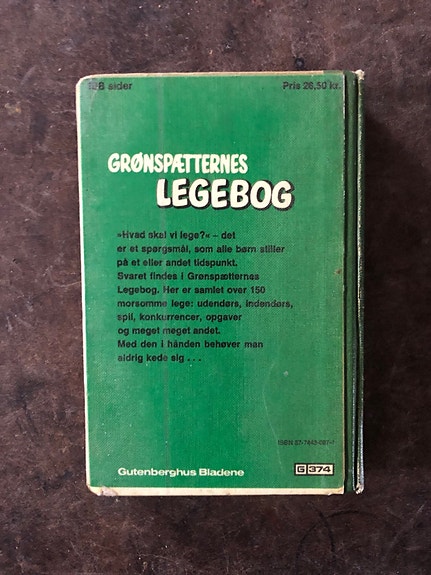 sider
Pris 26,50 kr.
GRØNSPÆTTERNES
LEGEBOG
»Hvad skal vi lege?« – det
er et spørgsmål, som alle børn stiller
på et eller andet tidspunkt.
Svaret findes i Grønspætternes
Legebog. Her er samlet over 150
morsomme lege: udendørs, indendørs,
spil, konkurrencer, opgaver
og meget meget andet.
Med den i hånden behøver man
aldrig kede sig . . .
ISBN
Gutenberghus Bladene
G 374